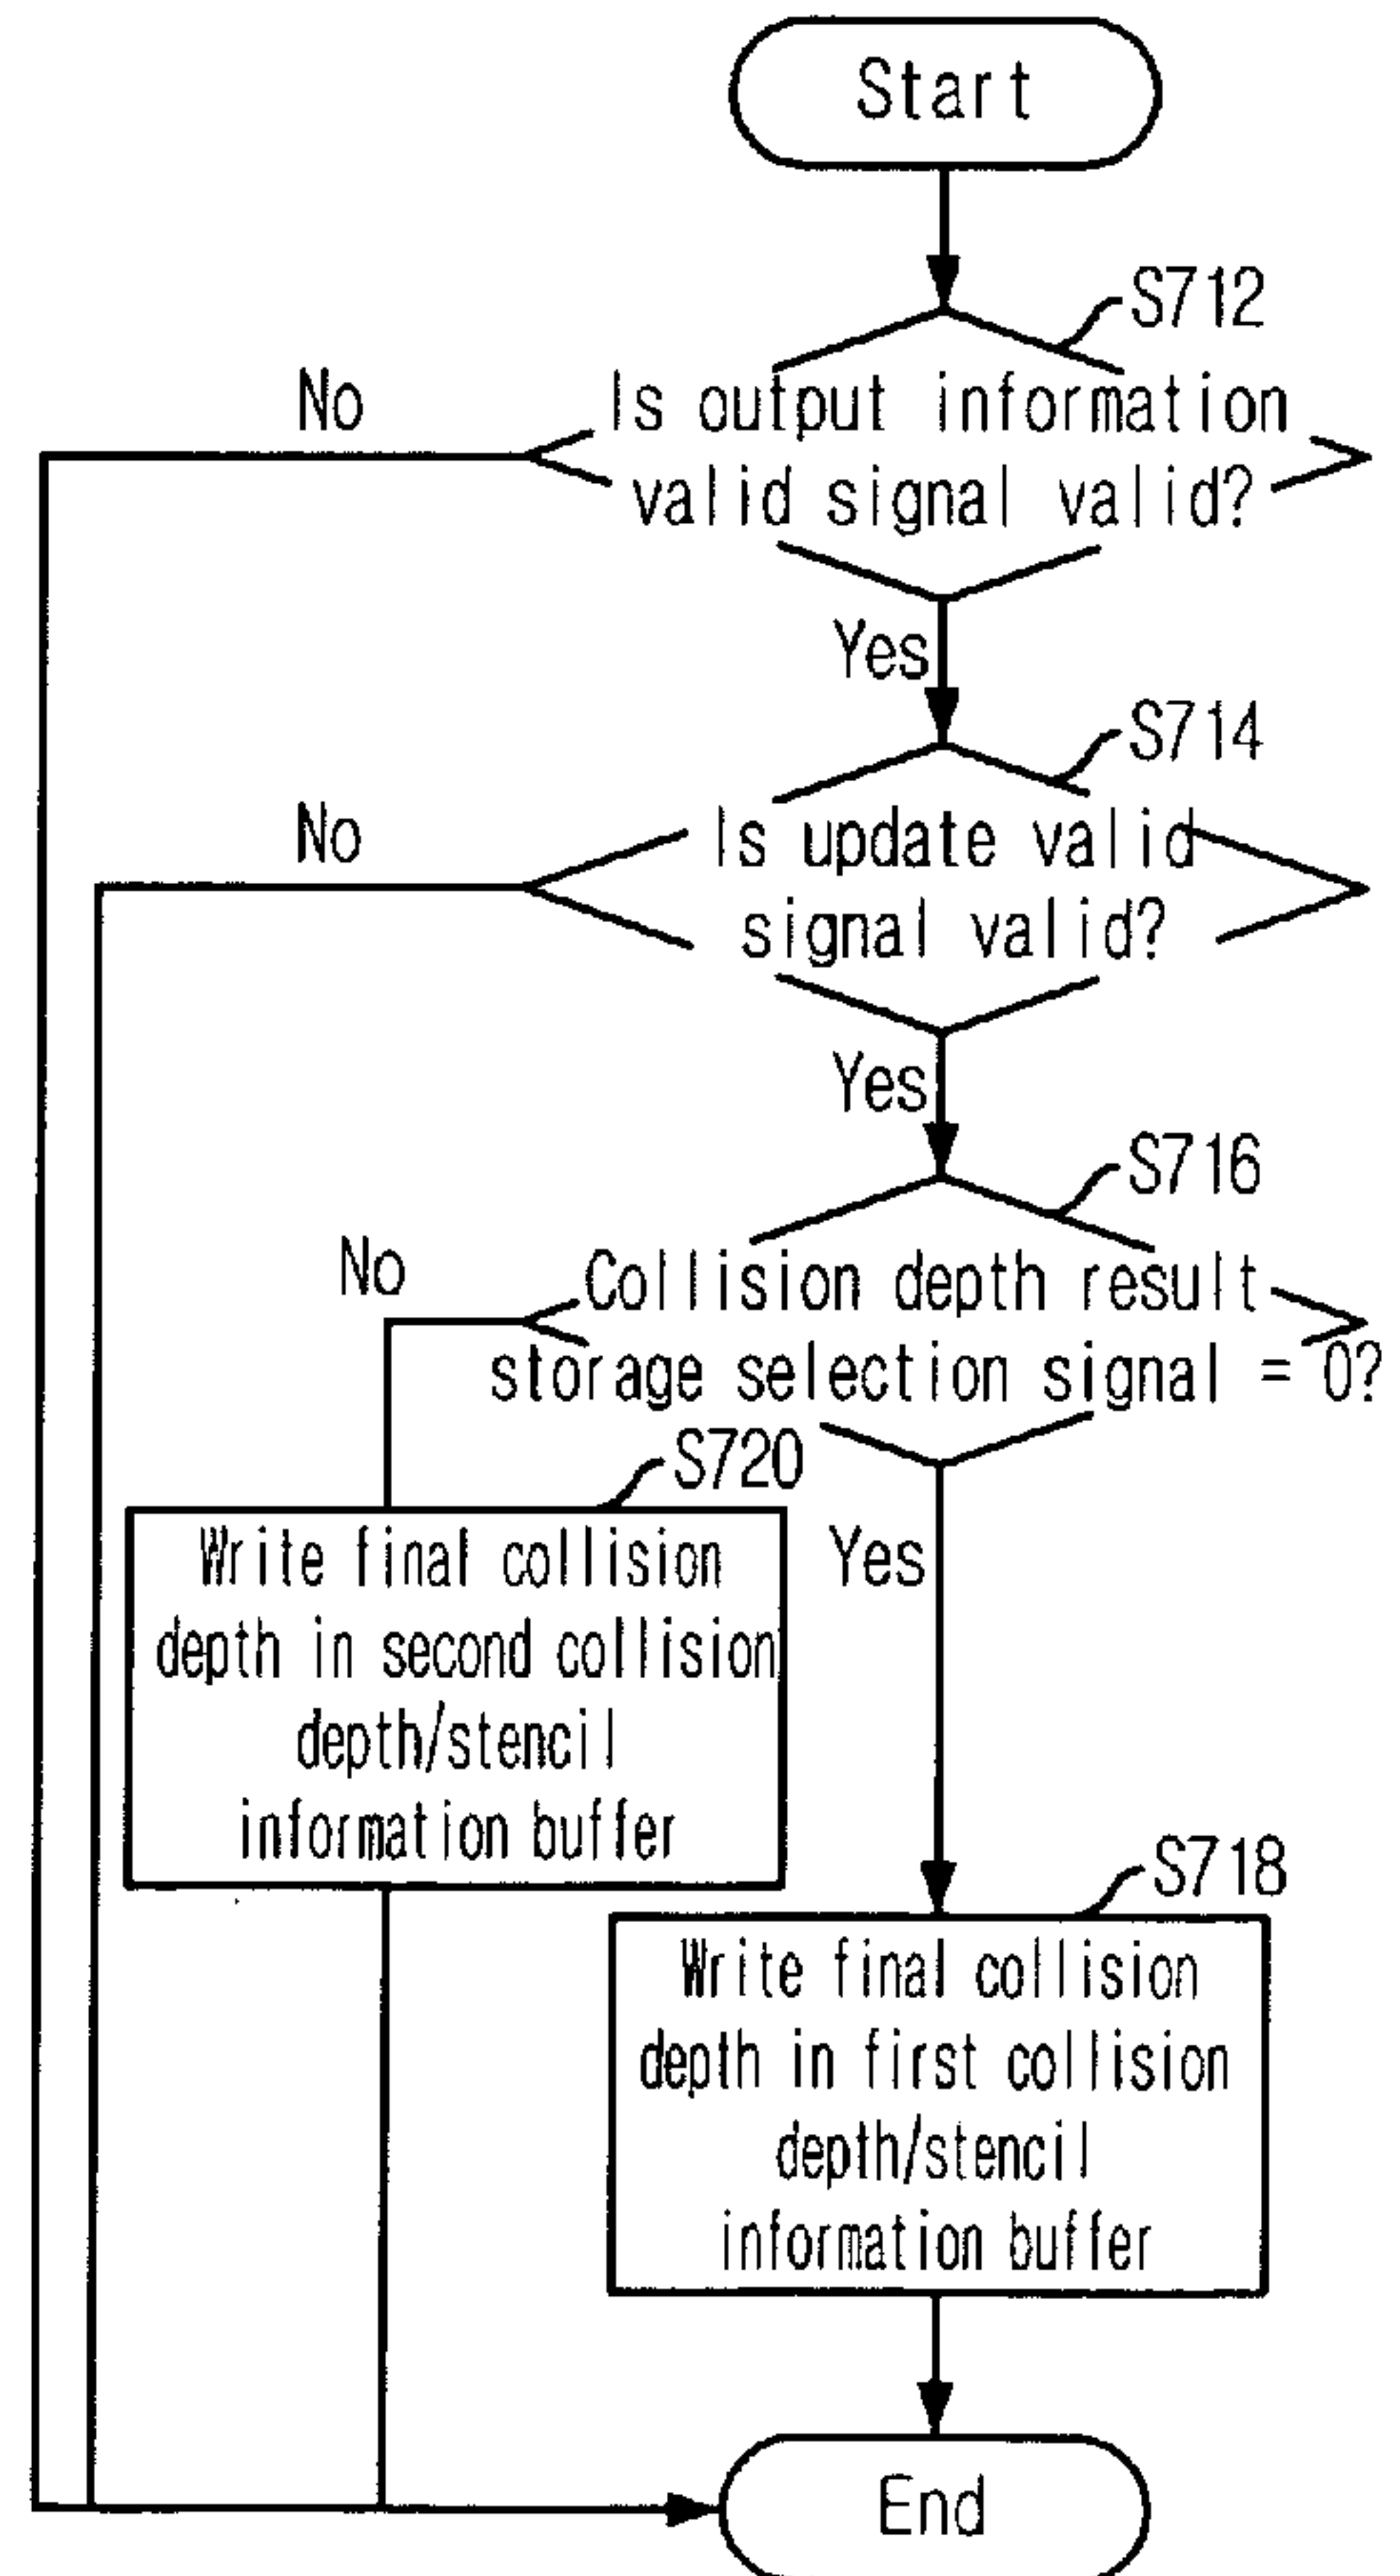 Start
S712
No
Is output information
valid signal valid?
Yes
S714
No
Is update valid
signal valid?
Yes
S716
No
Collision depth result
storage selection signal = 0?
S720
Write final collision
depth in second collision
depth/stencil
information buffer
Yes
S718
Write final collision
depth in first collision
depth/stencil
information buffer
End